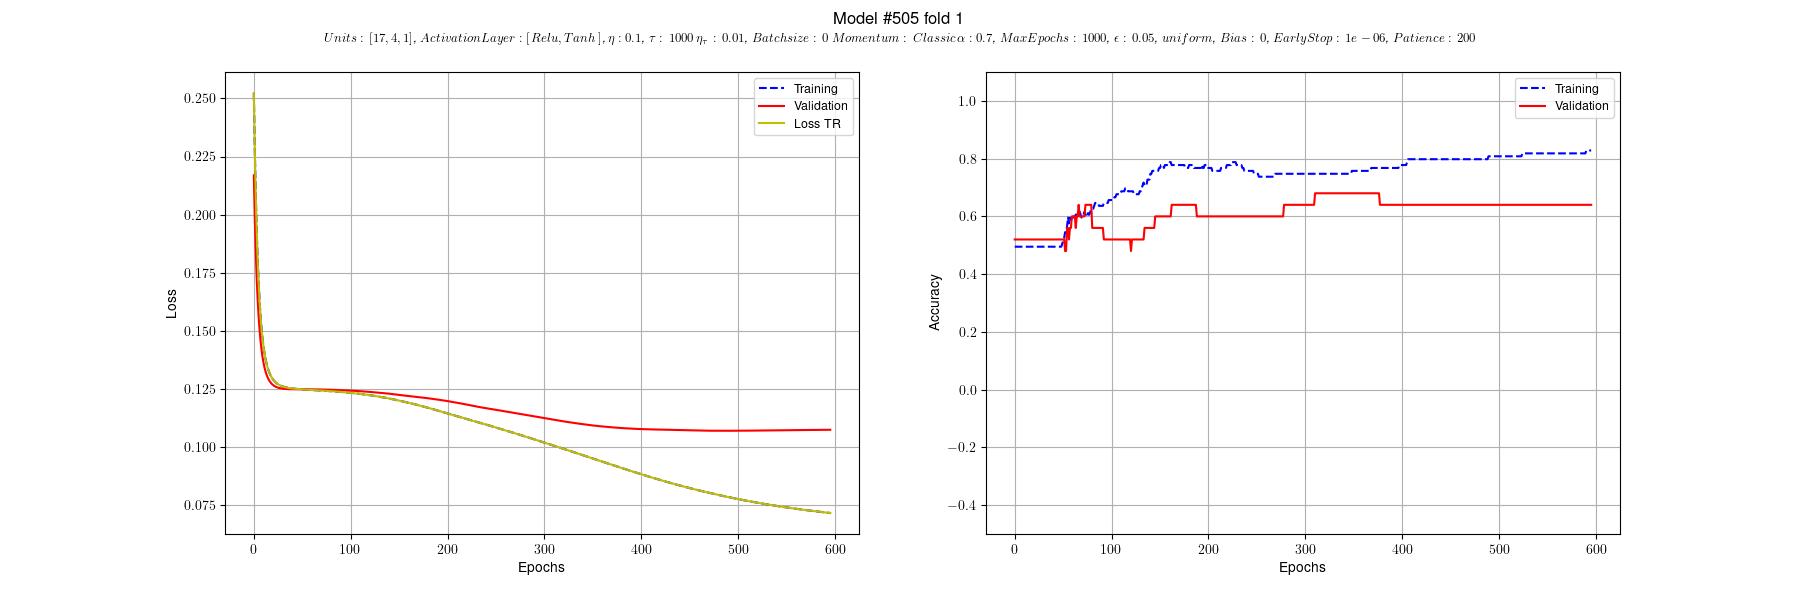 Model #505 fold 1
Units : [17, 4, 1], ActivationLayer : [Relu, Tanh], η : 0.1, τ : 1000 η_τ : 0.01, Batchsize : 0 Momentum : Classicα : 0.7, MaxEpochs : 1000, ϵ : 0.05, uniform, Bias : 0, EarlyStop : 1e − 06, Patience : 200
Training
Validation
Loss TR
0.250
0.225
0.200
0.175
0.150
0.125
0.100
0.075
Loss
0 100 200 300 400 500 600
Epochs
Training
Validation
1.0
0.8
0.6
0.4
0.2
0.0
−0.2
−0.4
Accuracy
0 100 200 300 400 500 600
Epochs